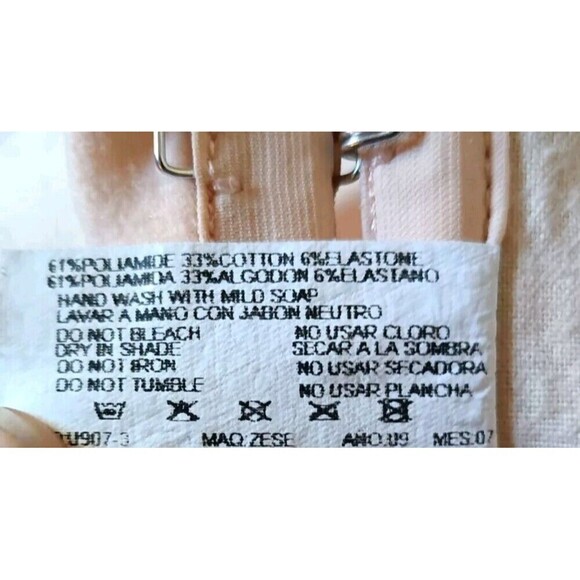 61%POLIAMIDE 33%COTTON 6%ELASTONE
61%POLIAMIDA 33%ALGODON 6%ELASTANO
HAND WASH WITH MILD SOAP
LAVAR A MANO CON JABON NEUTRO
DO NOT BLEACH NO USAR CLORO
DRY IN SHADE SECAR A LA SOMBRA
DO NOT IRON NO USAR SECADORA
DO NOT TUMBLE NO USAR PLANCHA
MAQ:ZESE AÑO:U9 MES:07